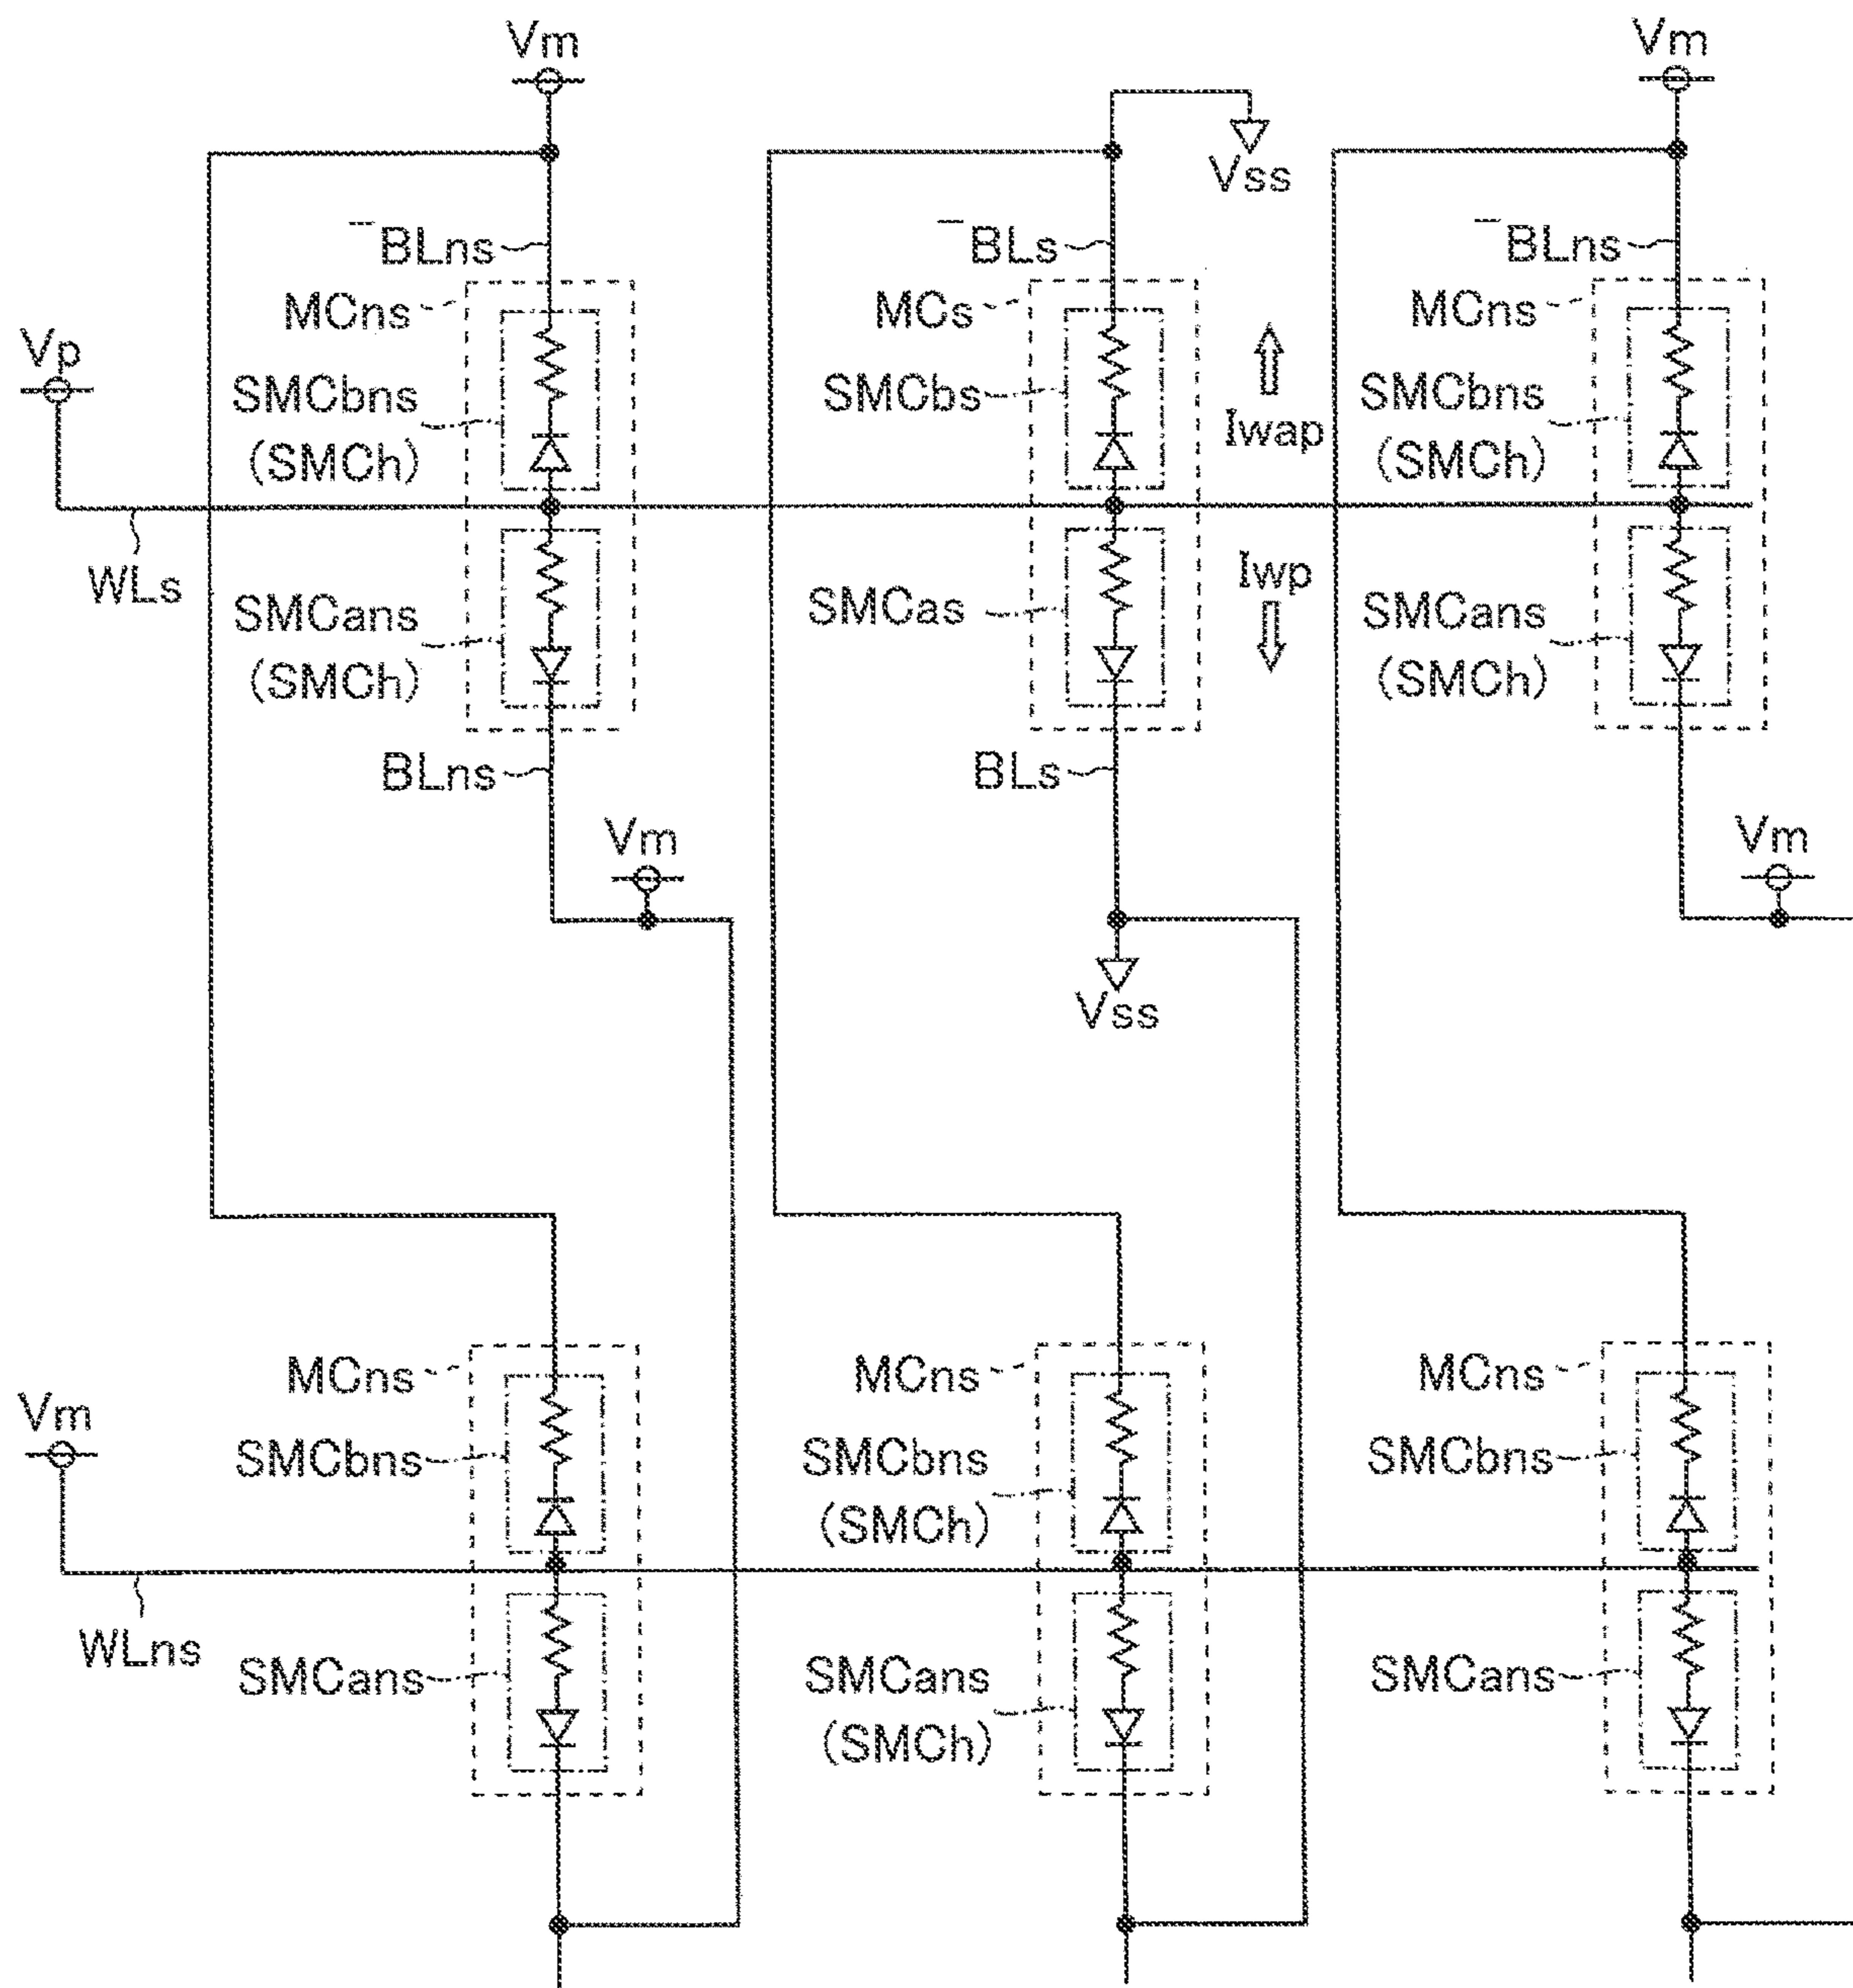 Vm
Vm
Vss
‾BLns
‾BLs
‾BLns
MCns
MCs
MCns
Vp
SMCbns
(SMCh)
SMCbs
Iwap
SMCbns
(SMCh)
WLs
SMCans
(SMCh)
SMCas
Iwp
SMCans
(SMCh)
BLns
BLs
Vm
Vm
Vss
MCns
MCns
MCns
Vm
SMCbns
SMCbns
(SMCh)
SMCbns
WLns
SMCans
SMCans
(SMCh)
SMCans